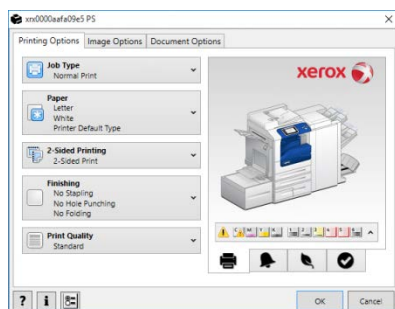 xrx0000aafa09e5 PS
Printing Options
Image Options
Document Options
Job Type
Normal Print
Paper
Letter
White
Printer Default Type
2-Sided Printing
2-Sided Print
Finishing
No Stapling
No Hole Punching
No Folding
Print Quality
Standard
xerox
?
i
OK
Cancel